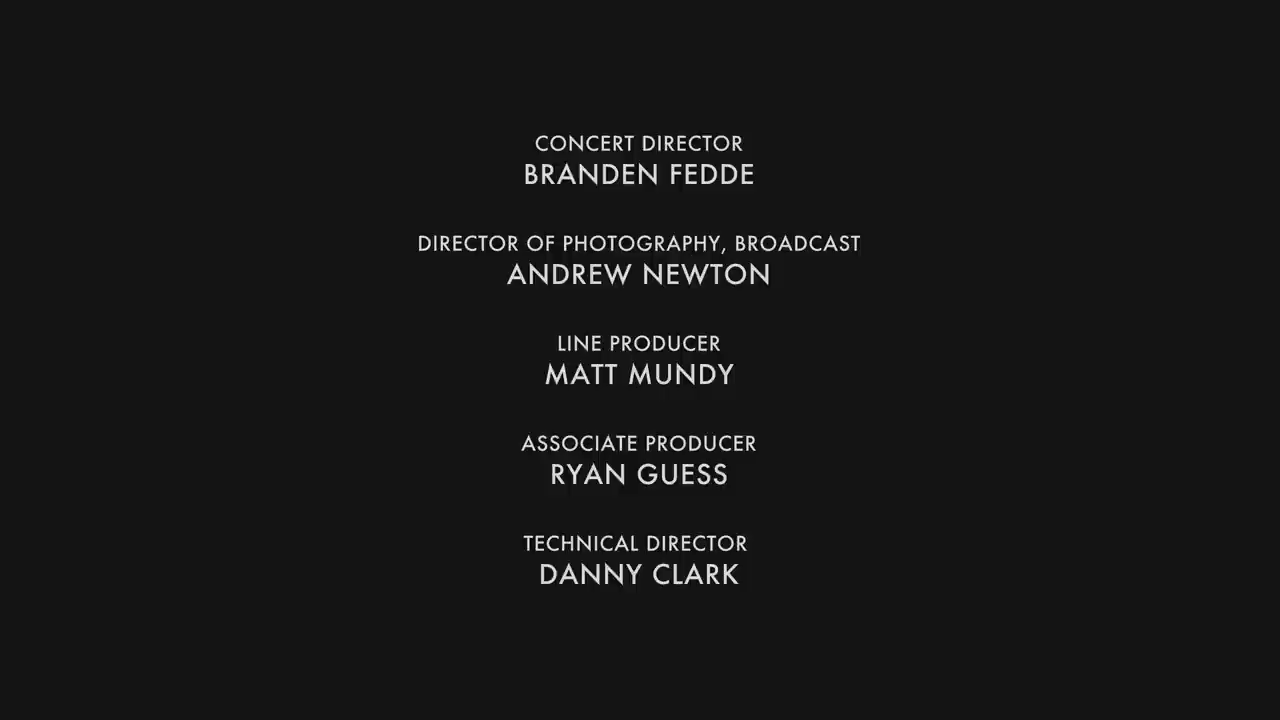 CONCERT DIRECTOR
BRANDEN FEDDE
DIRECTOR OF PHOTOGRAPHY, BROADCAST
ANDREW NEWTON
LINE PRODUCER
MATT MUNDY
ASSOCIATE PRODUCER
RYAN GUESS
TECHNICAL DIRECTOR
DANNY CLARK